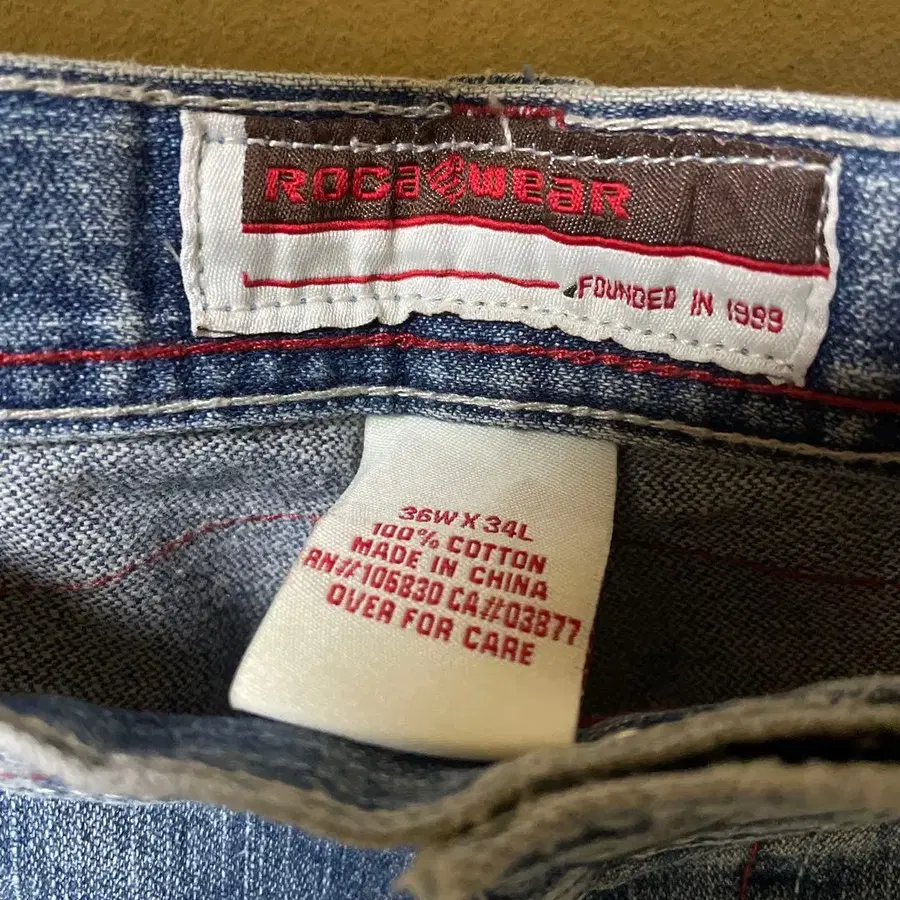 Rocawear
FOUNDED IN 1999
36W X 34L
100% COTTON
MADE IN CHINA
RN#106830 CA#03877
OVER FOR CARE